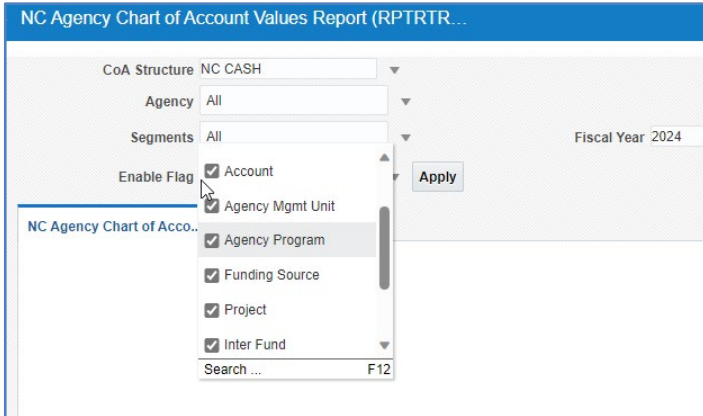 NC Agency Chart of Account Values Report (RPTRTR...
CoA Structure NC CASH
Agency All
Segments All
Fiscal Year 2024
Account
Enable Flag
Apply
Agency Mgmt Unit
NC Agency Chart of Acco...
Agency Program
Funding Source
Project
Inter Fund
Search ... F12